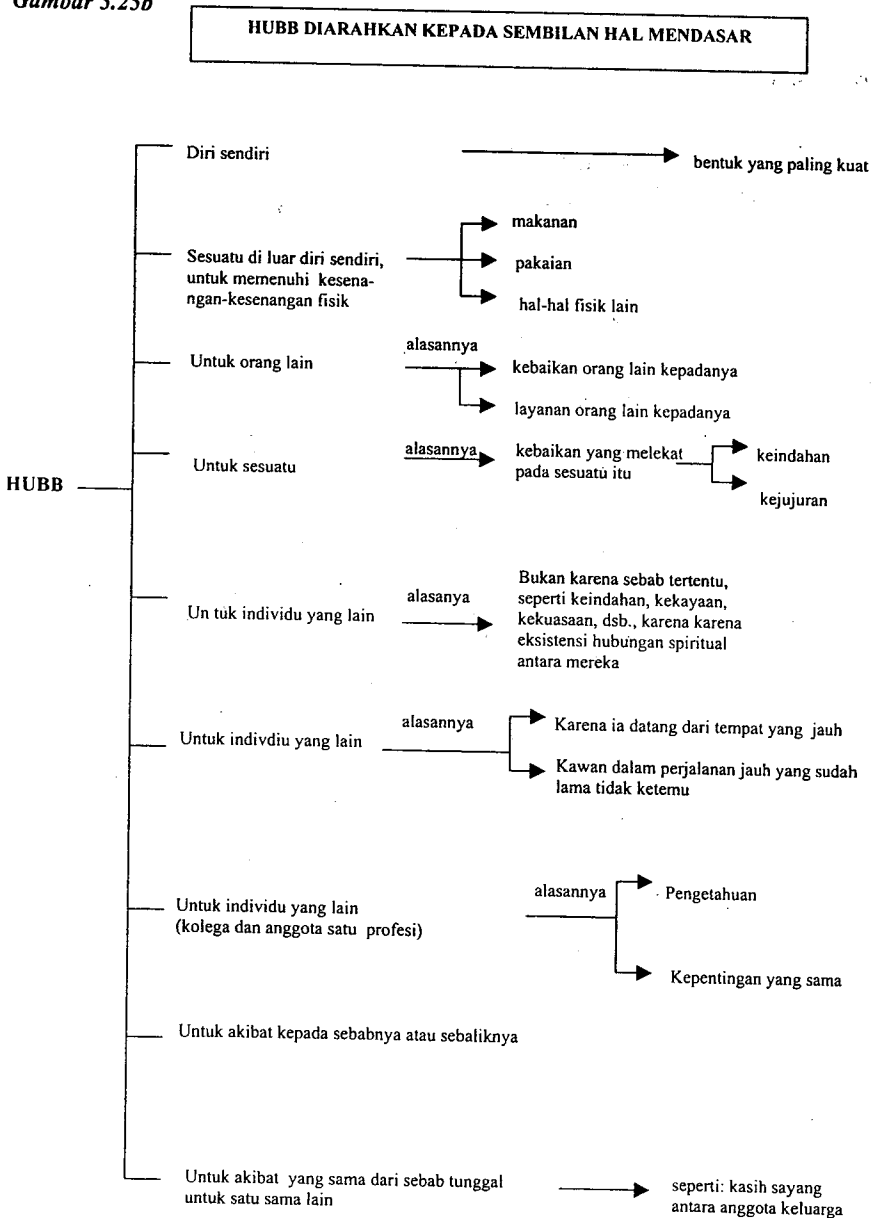 Gambar 5.25b
HUBB DIARAHKAN KEPADA SEMBILAN HAL MENDASAR
Diri sendiri
bentuk yang paling kuat
Sesuatu di luar diri sendiri,
untuk memenuhi kesena-
ngan-kesenangan fisik
makanan
pakaian
hal-hal fisik lain
Untuk orang lain
alasannya
kebaikan orang lain kepadanya
layanan orang lain kepadanya
Untuk sesuatu
alasannya
kebaikan yang melekat
pada sesuatu itu
keindahan
kejujuran
HUBB
Un tuk individu yang lain
alasanya
Bukan karena sebab tertentu,
seperti keindahan, kekayaan,
kekuasaan, dsb., karena karena
eksistensi hubungan spiritual
antara mereka
Untuk indivdiu yang lain
alasannya
Karena ia datang dari tempat yang jauh
Kawan dalam perjalanan jauh yang sudah
lama tidak ketemu
Untuk individu yang lain
(kolega dan anggota satu profesi)
alasannya
Pengetahuan
Kepentingan yang sama
Untuk akibat kepada sebabnya atau sebaliknya
Untuk akibat yang sama dari sebab tunggal
untuk satu sama lain
seperti: kasih sayang
antara anggota keluarga